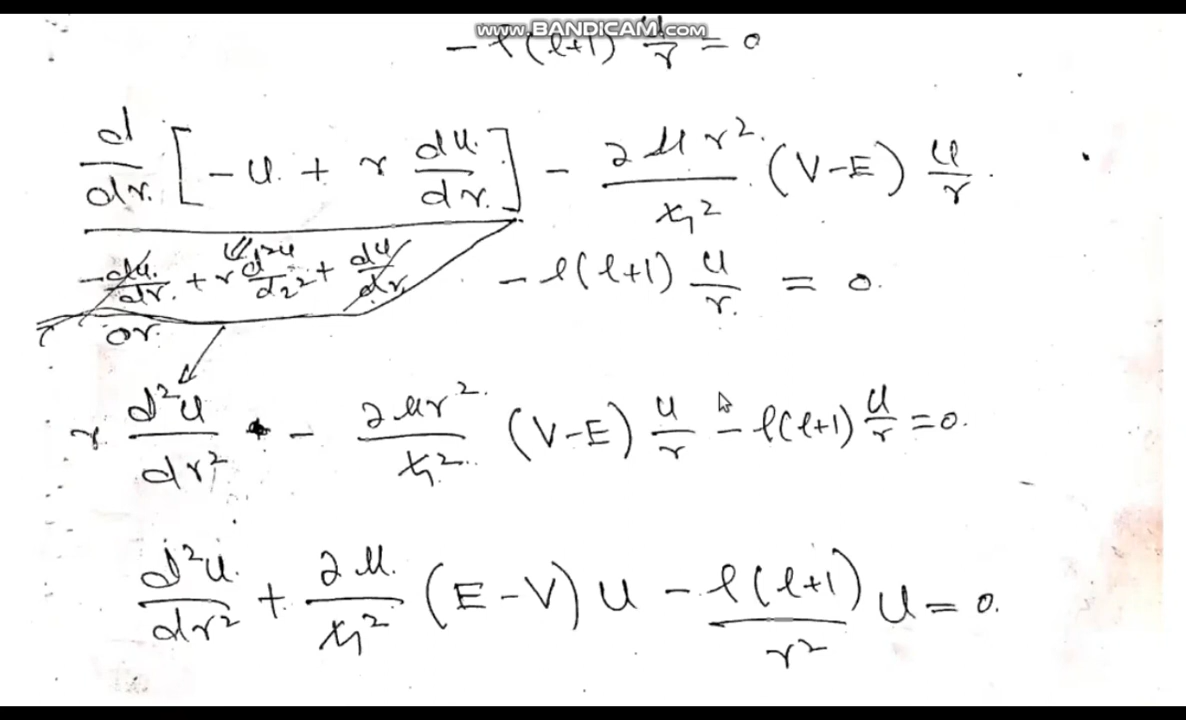 www.BANDICAM.com
- l(l+1) u/r = 0
d/dr. [-u. + r du./dr.] - 2μr²./ħ² (V-E) u/r.
-du./dr. + r d²u/d2² + du/dr
- l(l+1) u/r. = 0.
or.
r d²u/dr² - 2μr²./ħ².. (V-E) u/r - l(l+1) u/r = 0.
d²u./dr² + 2μ./ħ² (E-V) u - l(l+1)/r² u = 0.